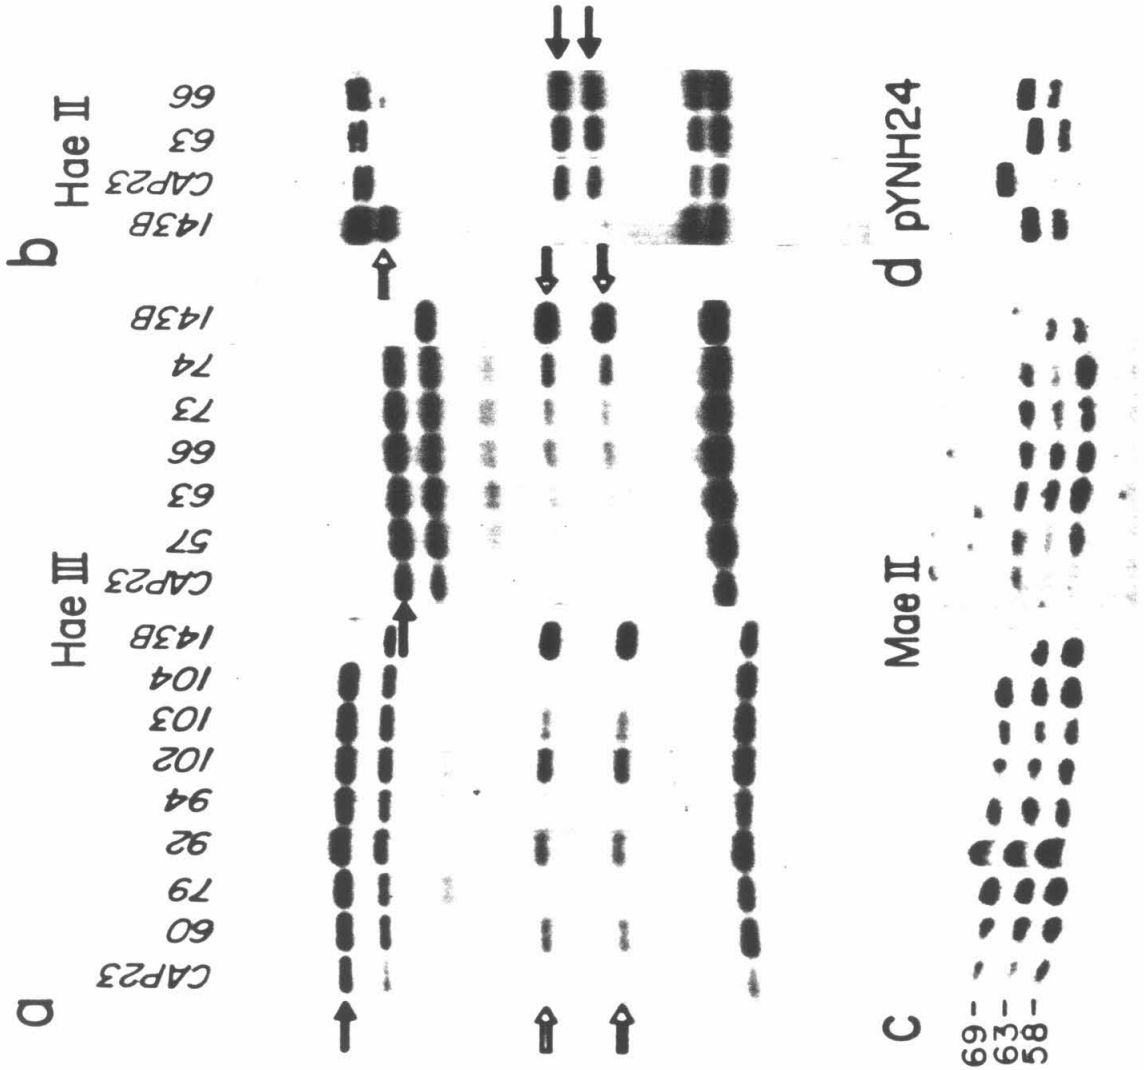 a
Hae III
CAP23 60 79 92 94 102 103 104 143B CAP23 57 63 66 73 74 143B
b
Hae II
143B CAP23 63 66
c
Mae II
69 -
63 -
58 -
d
pYNH24